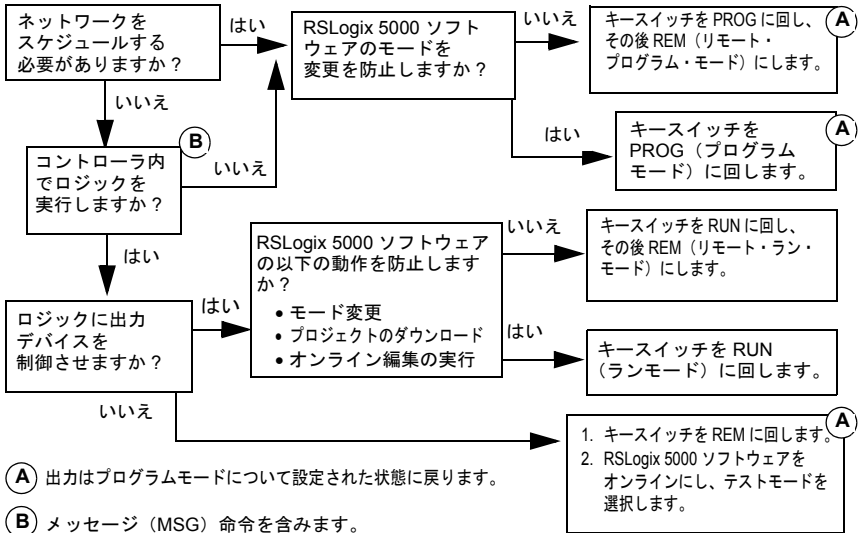 ネットワークを
スケジュールする
必要がありますか？
はい
RSLogix 5000 ソフト
ウェアのモードを
変更を防止しますか？
いいえ
キースイッチを PROG に回し、
その後 REM（リモート・
プログラム・モード）にします。
A
いいえ
はい
キースイッチを
PROG（プログラム
モード）に回します。
A
コントローラ内
でロジックを
実行しますか？
B
いいえ
はい
RSLogix 5000 ソフトウェア
の以下の動作を防止します
か？
• モード変更
• プロジェクトのダウンロード
• オンライン編集の実行
いいえ
キースイッチを RUN に回し、
その後 REM（リモート・ラン・
モード）にします。
ロジックに出力
デバイスを
制御させますか？
はい
はい
キースイッチを RUN
（ランモード）に回します。
いいえ
1. キースイッチを REM に回します。
2. RSLogix 5000 ソフトウェアを
オンラインにし、テストモードを
選択します。
A
A 出力はプログラムモードについて設定された状態に戻ります。
B メッセージ（MSG）命令を含みます。